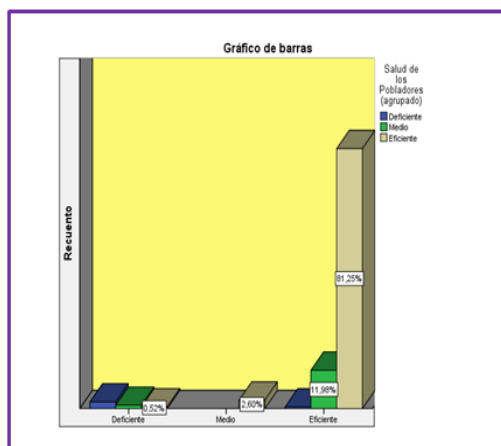 Gráfico de barras
Salud de
los
Pobladores
(agrupado)
Deficiente
Medio
Eficiente
Recuento
81,25%
11,98%
2,60%
0,52%
Deficiente
Medio
Eficiente